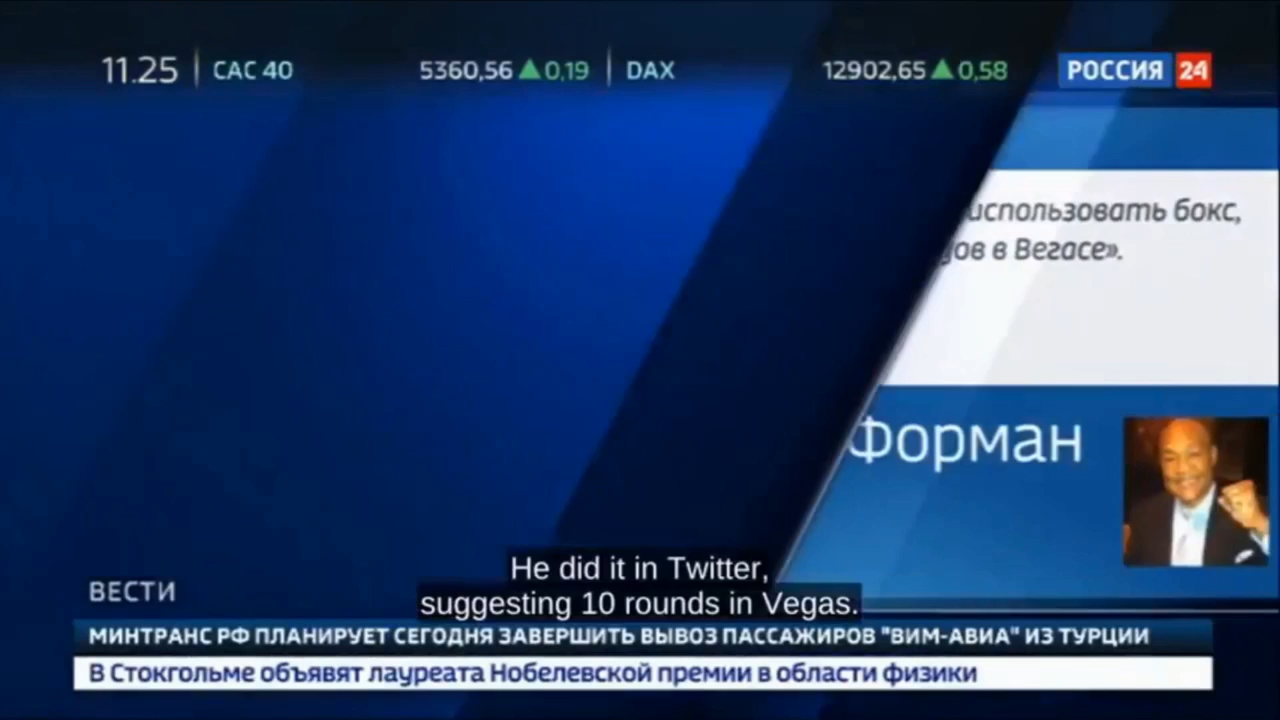 11.25 CAC 40 5360,56 ▲0,19 DAX 12902,65 ▲0,58 РОССИЯ 24
использовать бокс,
в Вегасе».
Форман
He did it in Twitter,
suggesting 10 rounds in Vegas.
ВЕСТИ
МИНТРАНС РФ ПЛАНИРУЕТ СЕГОДНЯ ЗАВЕРШИТЬ ВЫВОЗ ПАССАЖИРОВ "ВИМ-АВИА" ИЗ ТУРЦИИ
В Стокгольме объявят лауреата Нобелевской премии в области физики